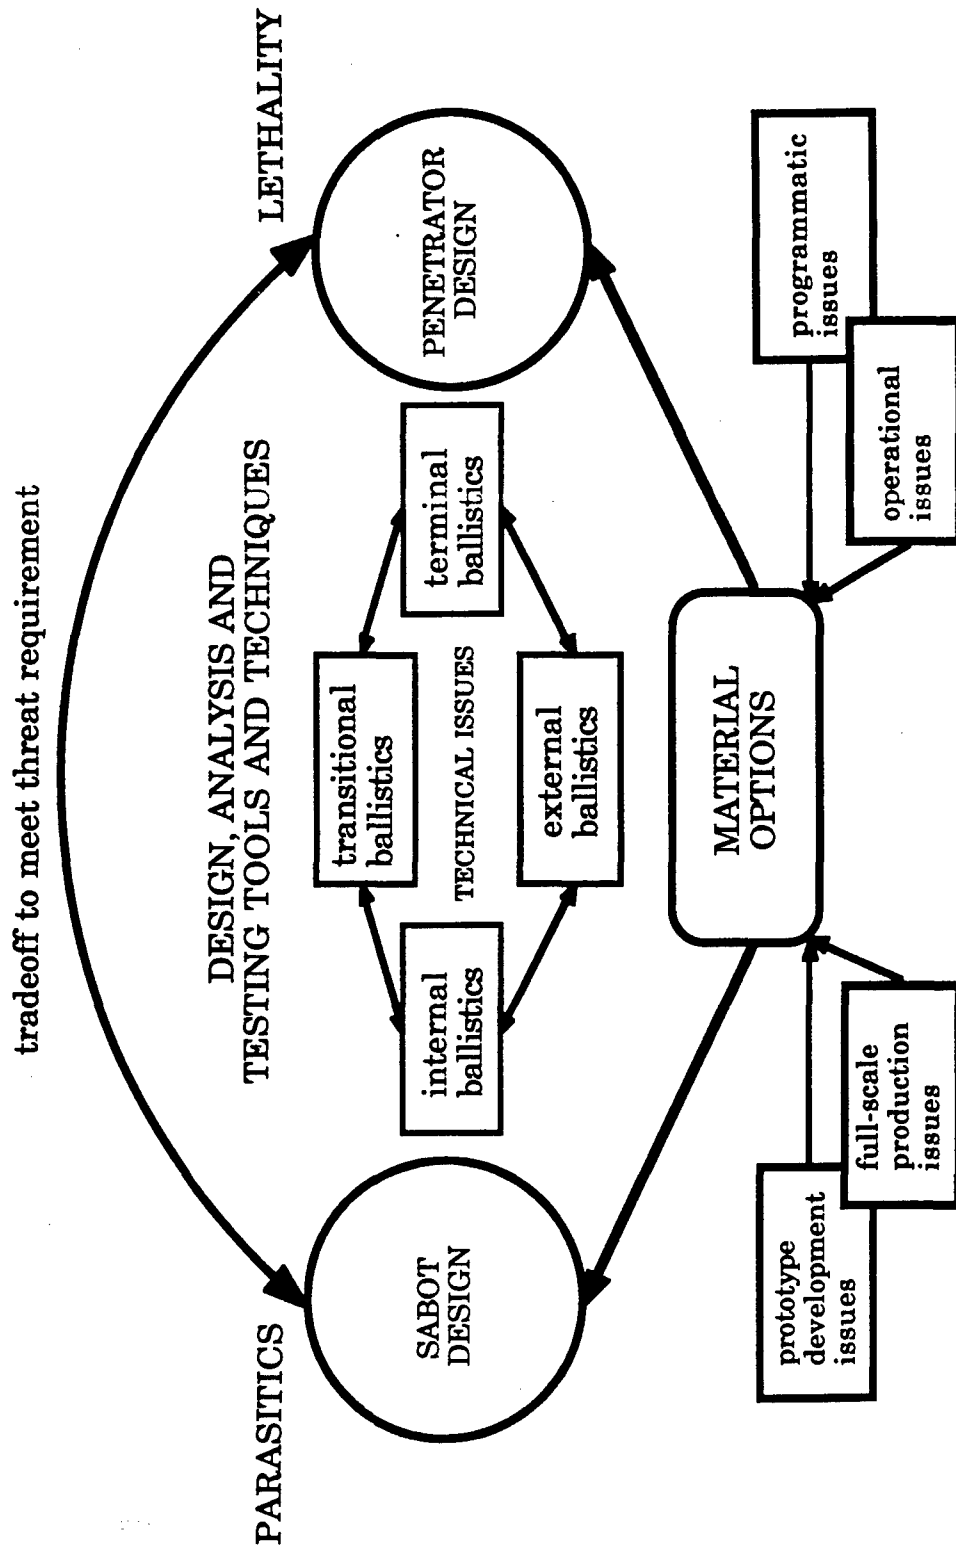 tradeoff to meet threat requirement
PARASITICS
LETHALITY
DESIGN, ANALYSIS AND
TESTING TOOLS AND TECHNIQUES
SABOT
DESIGN
internal
ballistics
transitional
ballistics
TECHNICAL ISSUES
external
ballistics
terminal
ballistics
PENETRATOR
DESIGN
MATERIAL
OPTIONS
prototype
development
issues
full-scale
production
issues
programmatic
issues
operational
issues